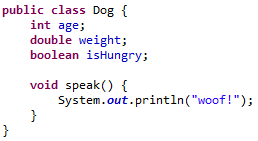 public class Dog {
    int age;
    double weight;
    boolean isHungry;

    void speak() {
        System.out.println("woof!");
    }
}